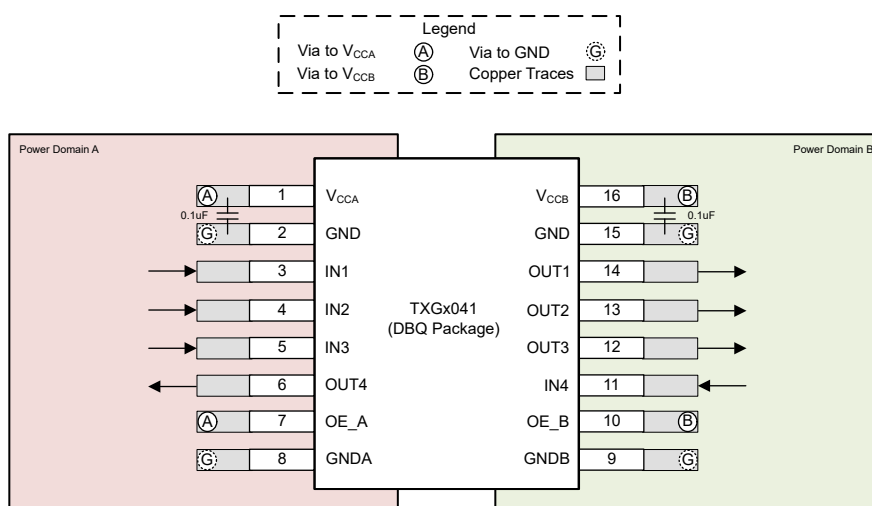 Legend
Via to VCCA A Via to GND G
Via to VCCB B Copper Traces
Power Domain A Power Domain B
A 1 VCCA VCCB 16 B
0.1uF 0.1uF
G 2 GND GND 15 G
3 IN1 OUT1 14
4 IN2 TXGx041 OUT2 13
(DBQ Package)
5 IN3 OUT3 12
6 OUT4 IN4 11
A 7 OE_A OE_B 10 B
G 8 GNDA GNDB 9 G